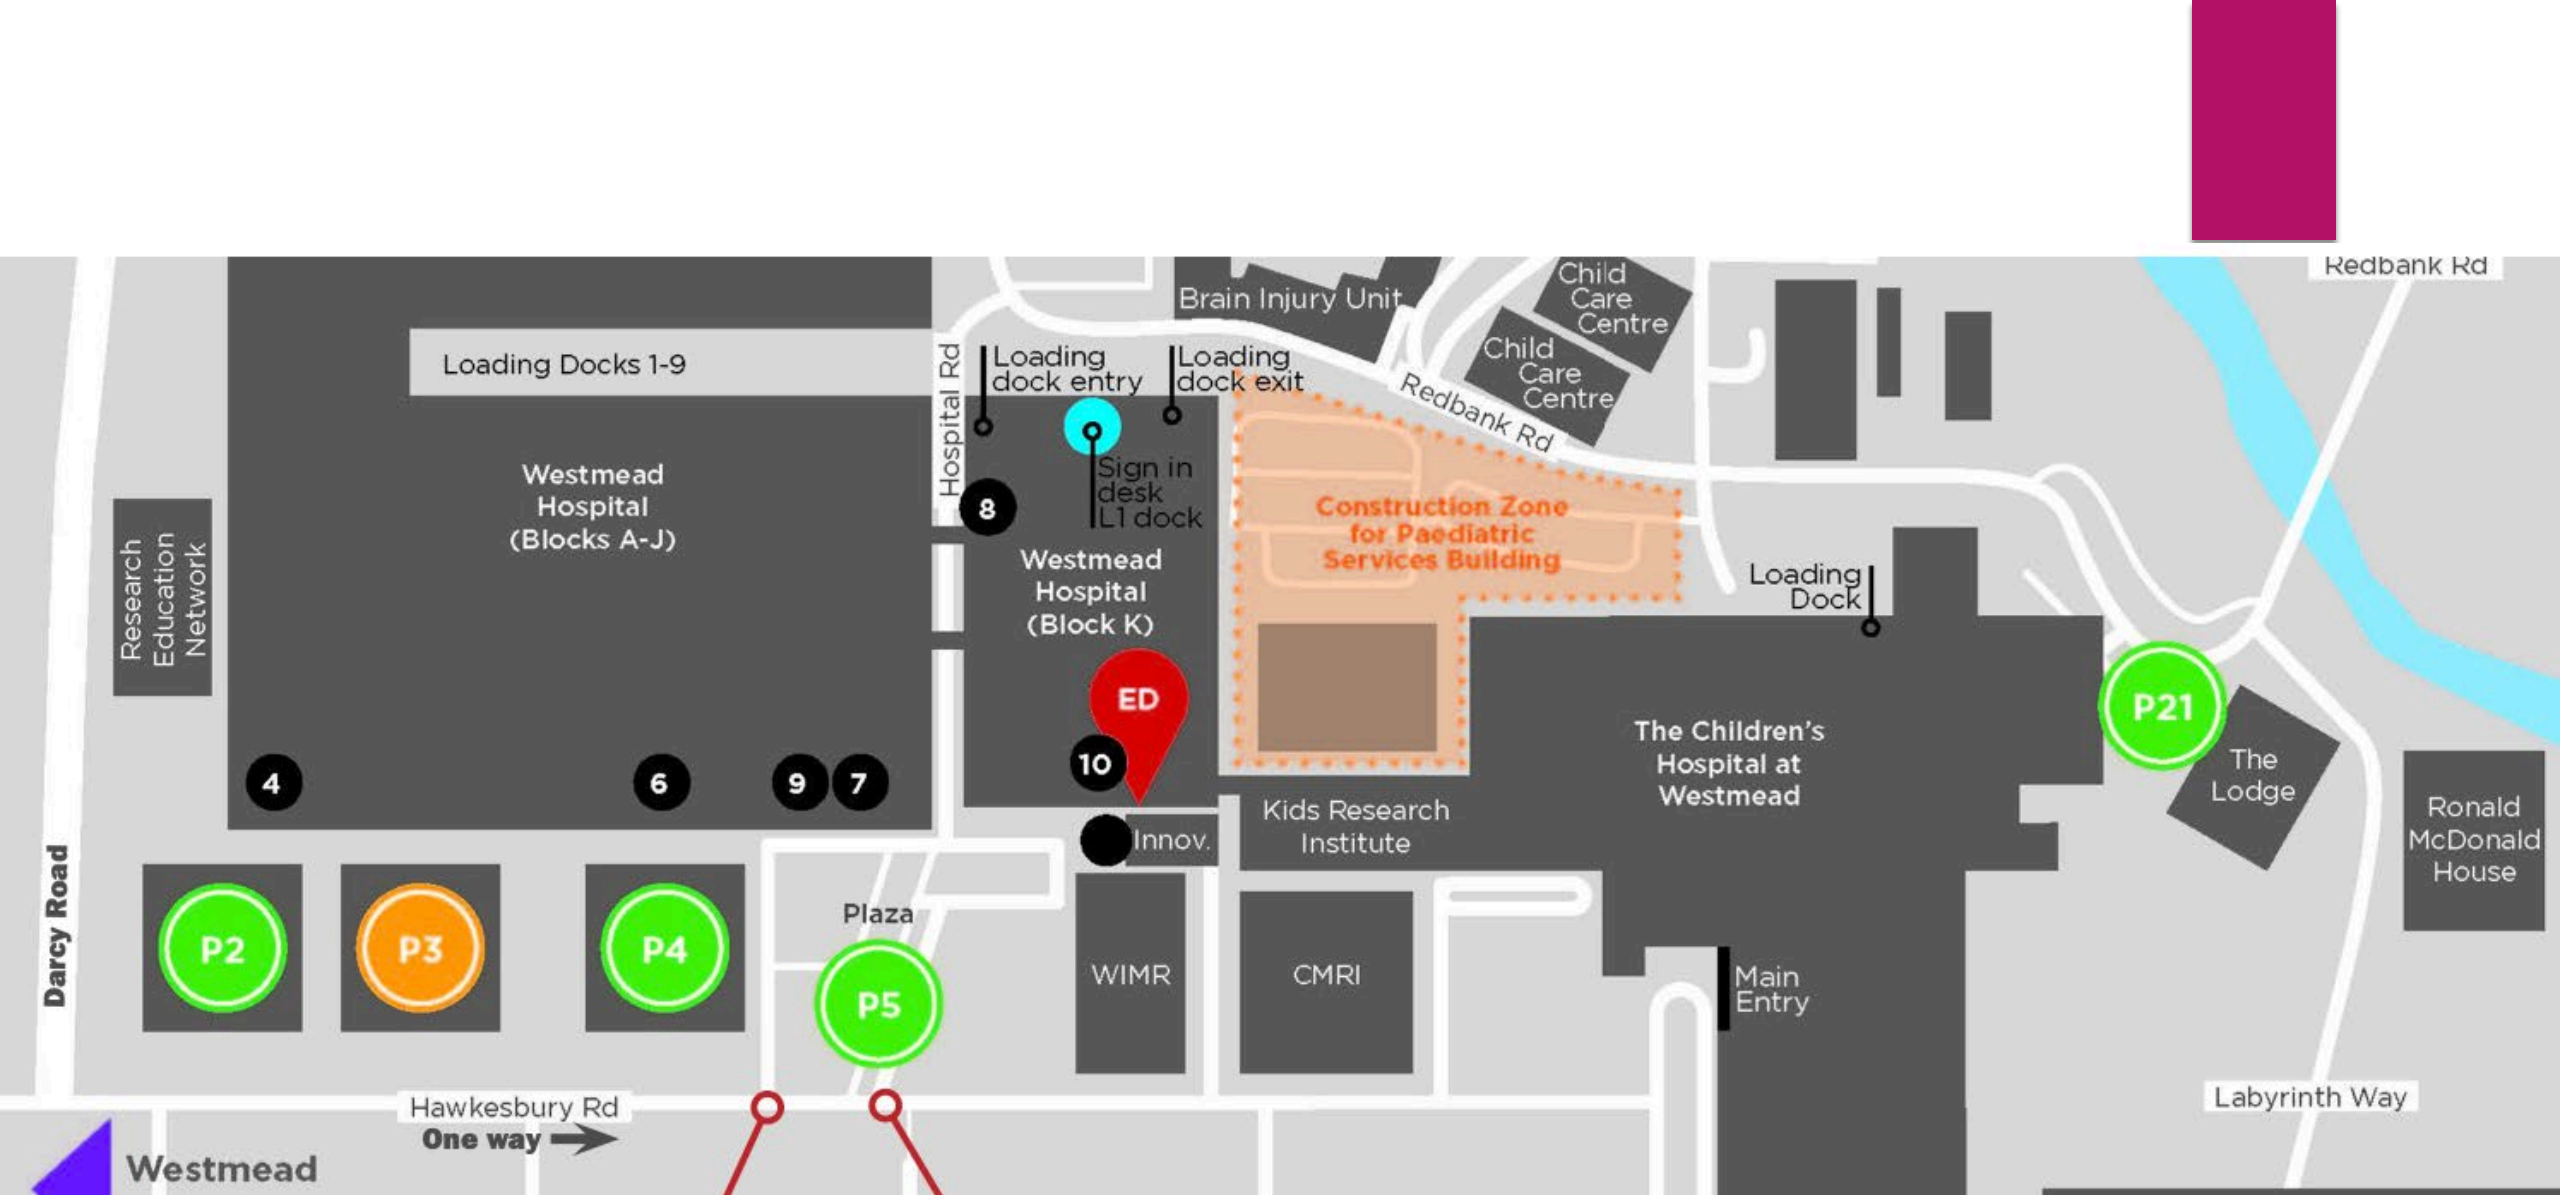 Redbank Rd
Child
Care
Centre
Brain Injury Unit
Child
Care
Centre
Loading Docks 1-9
Hospital Rd
Loading
dock entry
Loading
dock exit
Redbank Rd
Sign in
desk
L1 dock
Westmead
Hospital
(Blocks A-J)
8
Construction Zone
for Paediatric
Services Building
Westmead
Hospital
(Block K)
Loading
Dock
Research
Education
Network
ED
P21
10
4
6
9
7
The Children's
Hospital at
Westmead
The
Lodge
Ronald
McDonald
House
Kids Research
Institute
Innov.
Darcy Road
P2
P3
P4
Plaza
P5
WIMR
CMRI
Main
Entry
Hawkesbury Rd
One way
Labyrinth Way
Westmead